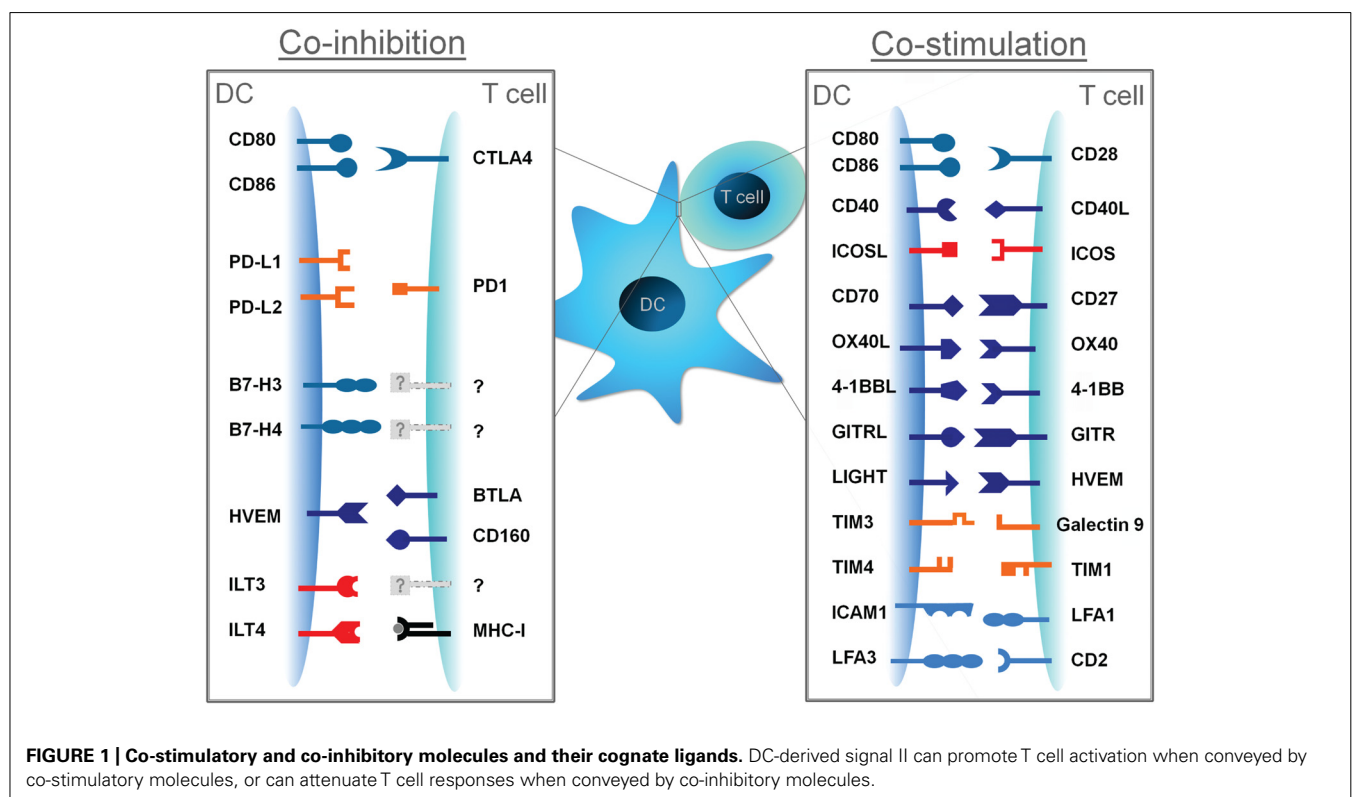 Co-inhibition
DC
T cell
CD80
CD86
CTLA4
PD-L1
PD-L2
PD1
B7-H3
?
?
B7-H4
?
?
HVEM
BTLA
CD160
ILT3
?
?
ILT4
MHC-I
T cell
DC
Co-stimulation
DC
T cell
CD80
CD86
CD28
CD40
CD40L
ICOSL
ICOS
CD70
CD27
OX40L
OX40
4-1BBL
4-1BB
GITRL
GITR
LIGHT
HVEM
TIM3
Galectin 9
TIM4
TIM1
ICAM1
LFA1
LFA3
CD2
FIGURE 1 | Co-stimulatory and co-inhibitory molecules and their cognate ligands. DC-derived signal II can promote T cell activation when conveyed by
co-stimulatory molecules, or can attenuate T cell responses when conveyed by co-inhibitory molecules.